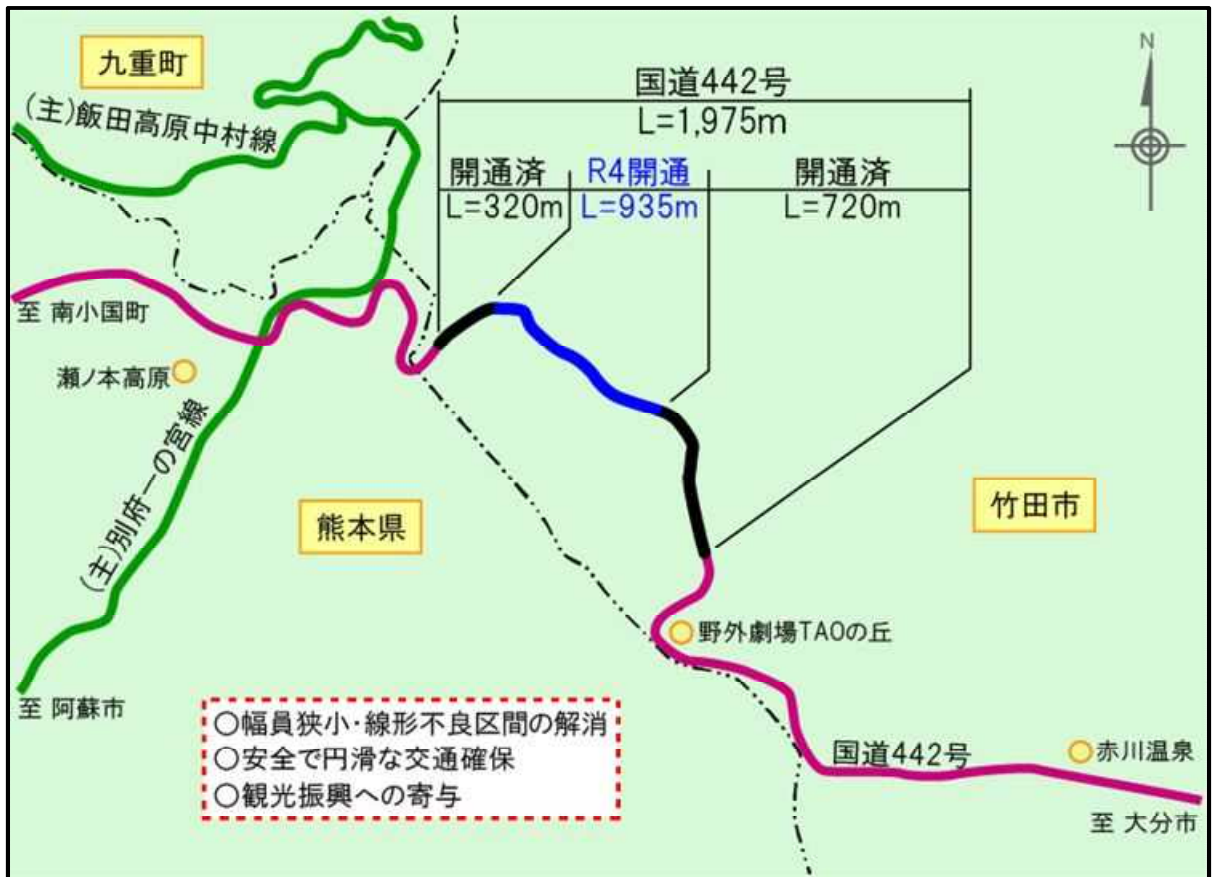 九重町
(主)飯田高原中村線
N
国道442号
L=1,975m
開通済
L=320m
R4開通
L=935m
開通済
L=720m
至 南小国町
瀬ノ本高原
(主)別府一の宮線
熊本県
竹田市
野外劇場TAOの丘
至 阿蘇市
○幅員狭小・線形不良区間の解消
○安全で円滑な交通確保
○観光振興への寄与
国道442号
赤川温泉
至 大分市